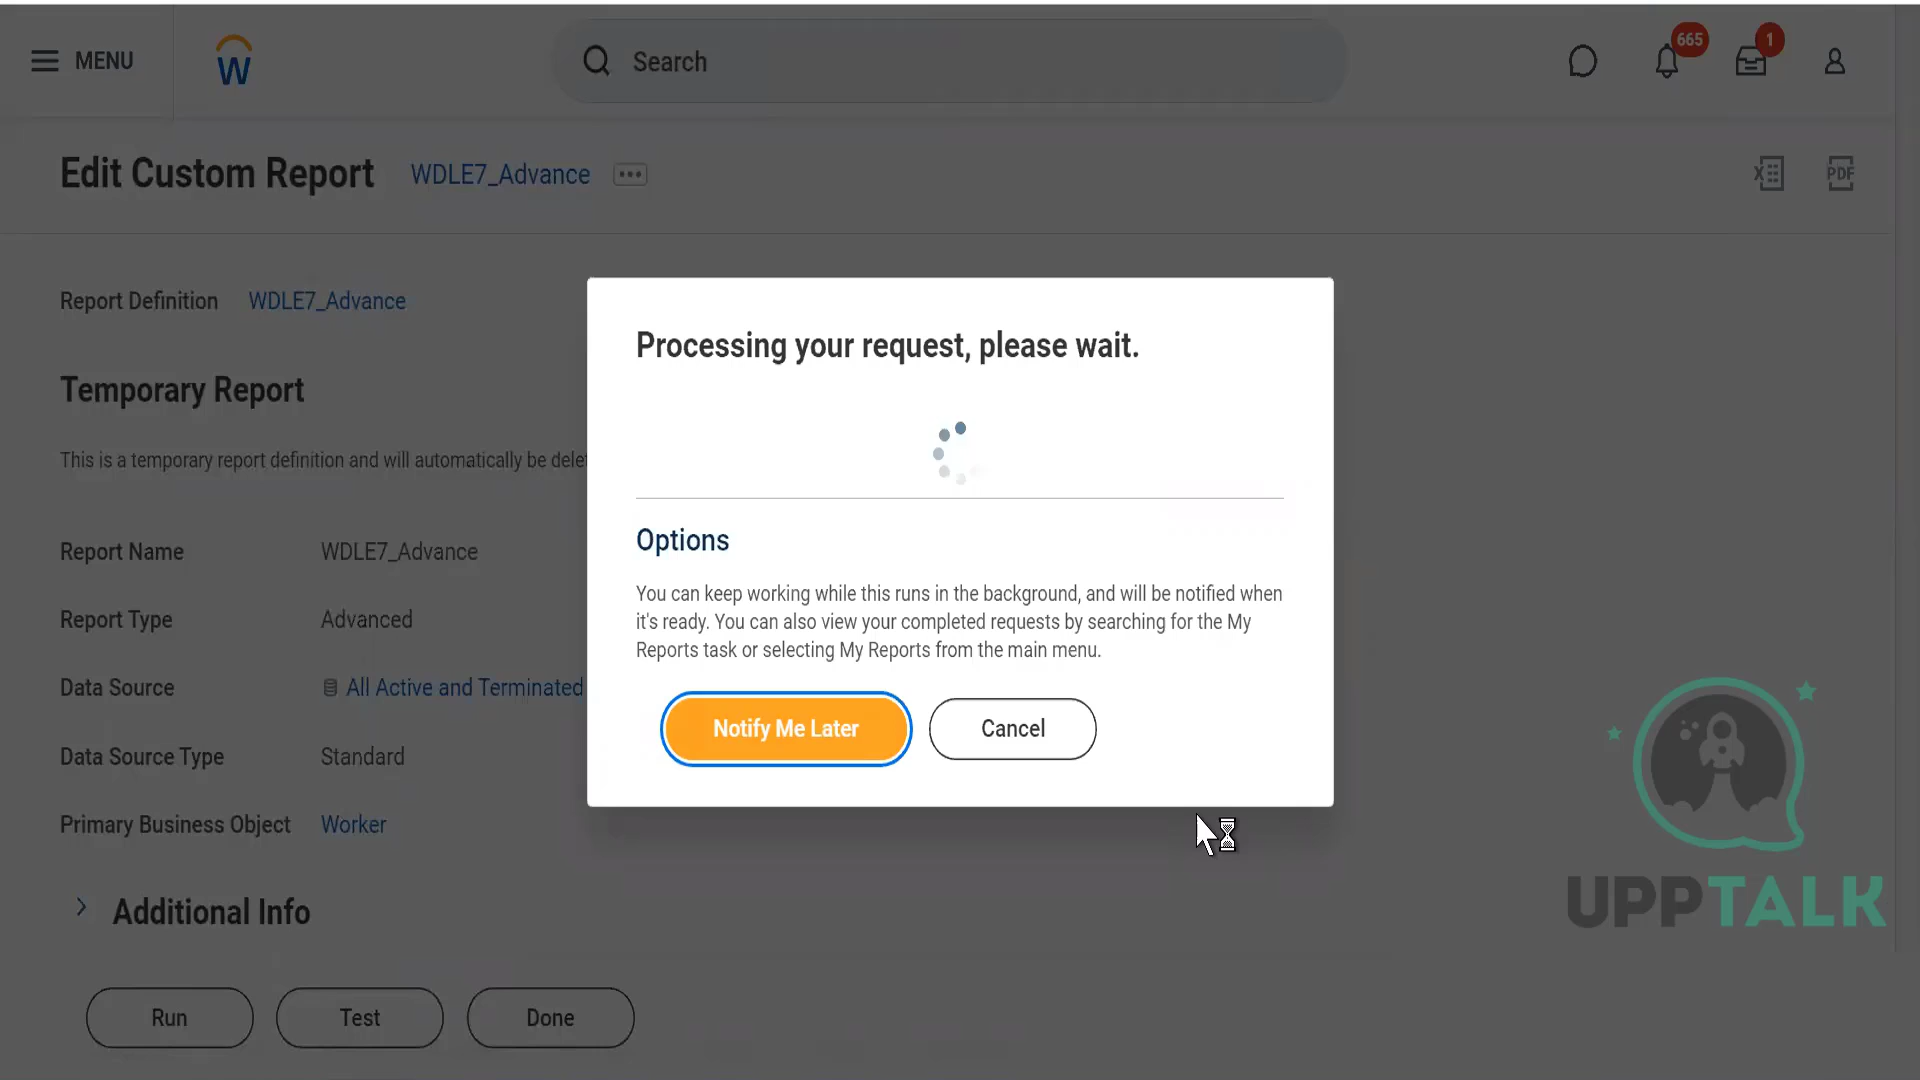 MENU
W
Search
665
1
Edit Custom Report
WDLE7_Advance
X
PDF
Report Definition
WDLE7_Advance
Temporary Report
This is a temporary report definition and will automatically be
Report Name
WDLE7_Advance
Report Type
Advanced
Data Source
All Active and Terminated
Data Source Type
Standard
Primary Business Object
Worker
Additional Info
Run
Test
Done
Processing your request, please wait.
Options
You can keep working while this runs in the background, and will be notified when
it's ready. You can also view your completed requests by searching for the My
Reports task or selecting My Reports from the main menu.
Notify Me Later
Cancel
UPPTALK